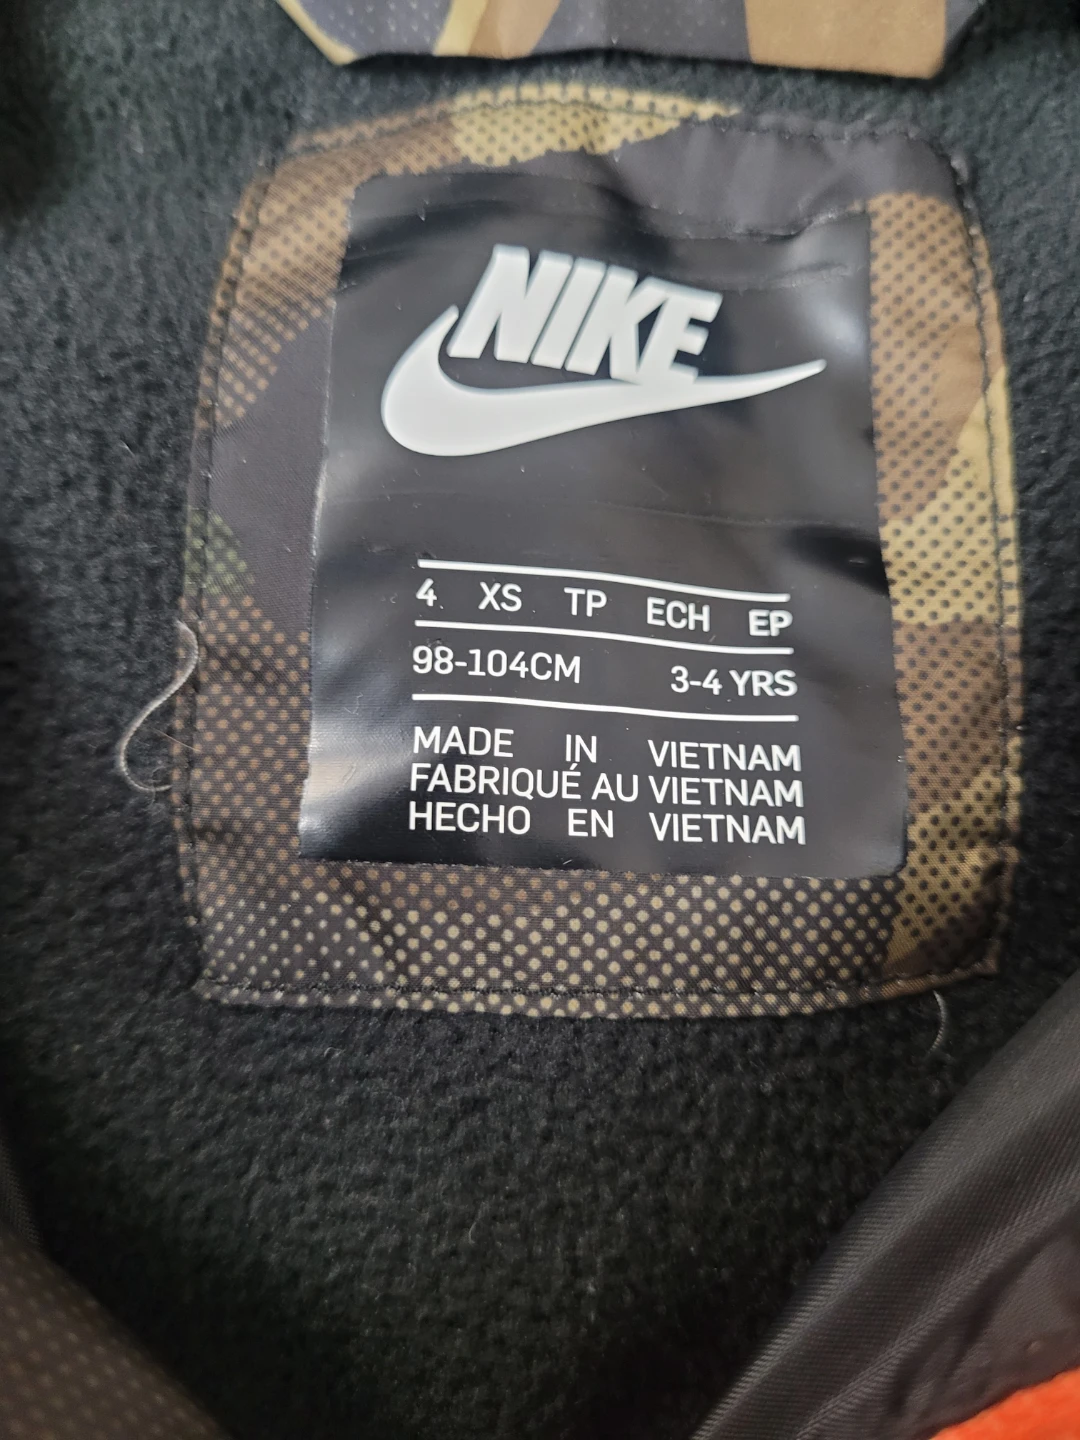 NIKE
4 XS TP ECH EP
98-104CM 3-4 YRS
MADE IN VIETNAM
FABRIQUÉ AU VIETNAM
HECHO EN VIETNAM